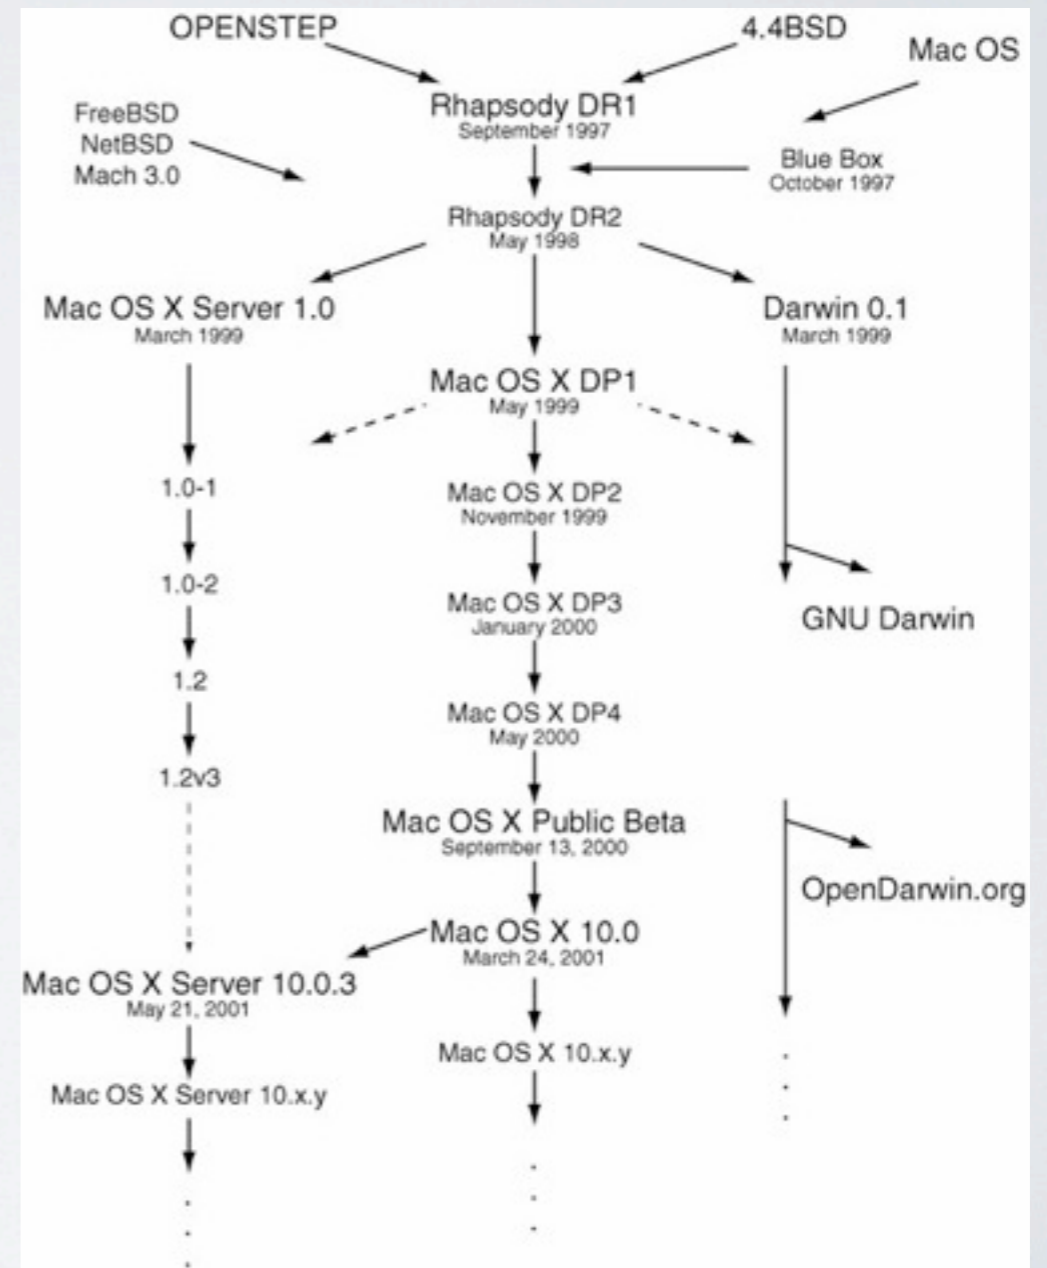 OPENSTEP
4.4BSD
Mac OS
Rhapsody DR1
September 1997
FreeBSD
NetBSD
Mach 3.0
Blue Box
October 1997
Rhapsody DR2
May 1998
Mac OS X Server 1.0
March 1999
Darwin 0.1
March 1999
Mac OS X DP1
May 1999
1.0-1
Mac OS X DP2
November 1999
1.0-2
Mac OS X DP3
January 2000
GNU Darwin
1.2
Mac OS X DP4
May 2000
1.2v3
Mac OS X Public Beta
September 13, 2000
OpenDarwin.org
Mac OS X 10.0
March 24, 2001
Mac OS X Server 10.0.3
May 21, 2001
Mac OS X 10.x.y
Mac OS X Server 10.x.y